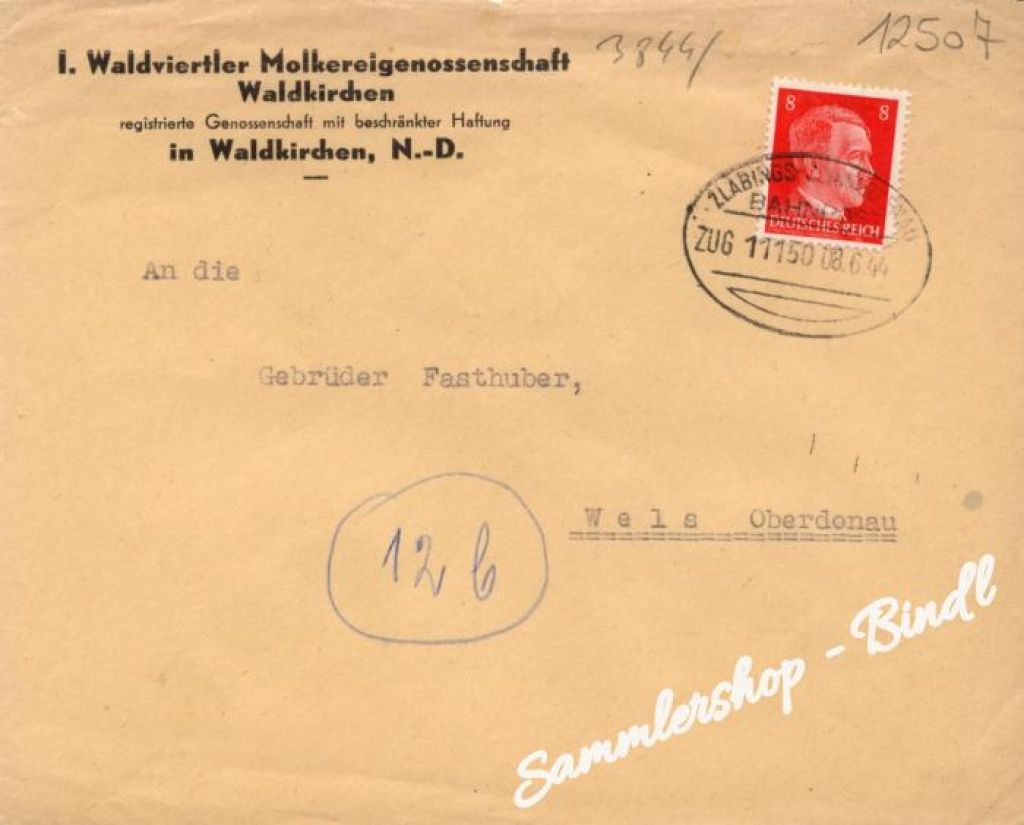 I. Waldviertler Molkereigenossenschaft
Waldkirchen
registrierte Genossenschaft mit beschränkter Haftung
in Waldkirchen, N.-D.
3844/
12507
8 8
DEUTSCHES REICH
ZLABINGS
ZUG 11150 08.6.44
An die
Gebrüder Fasthuber,
Wels Oberdonau
12 b
Sammlershop - Bindl